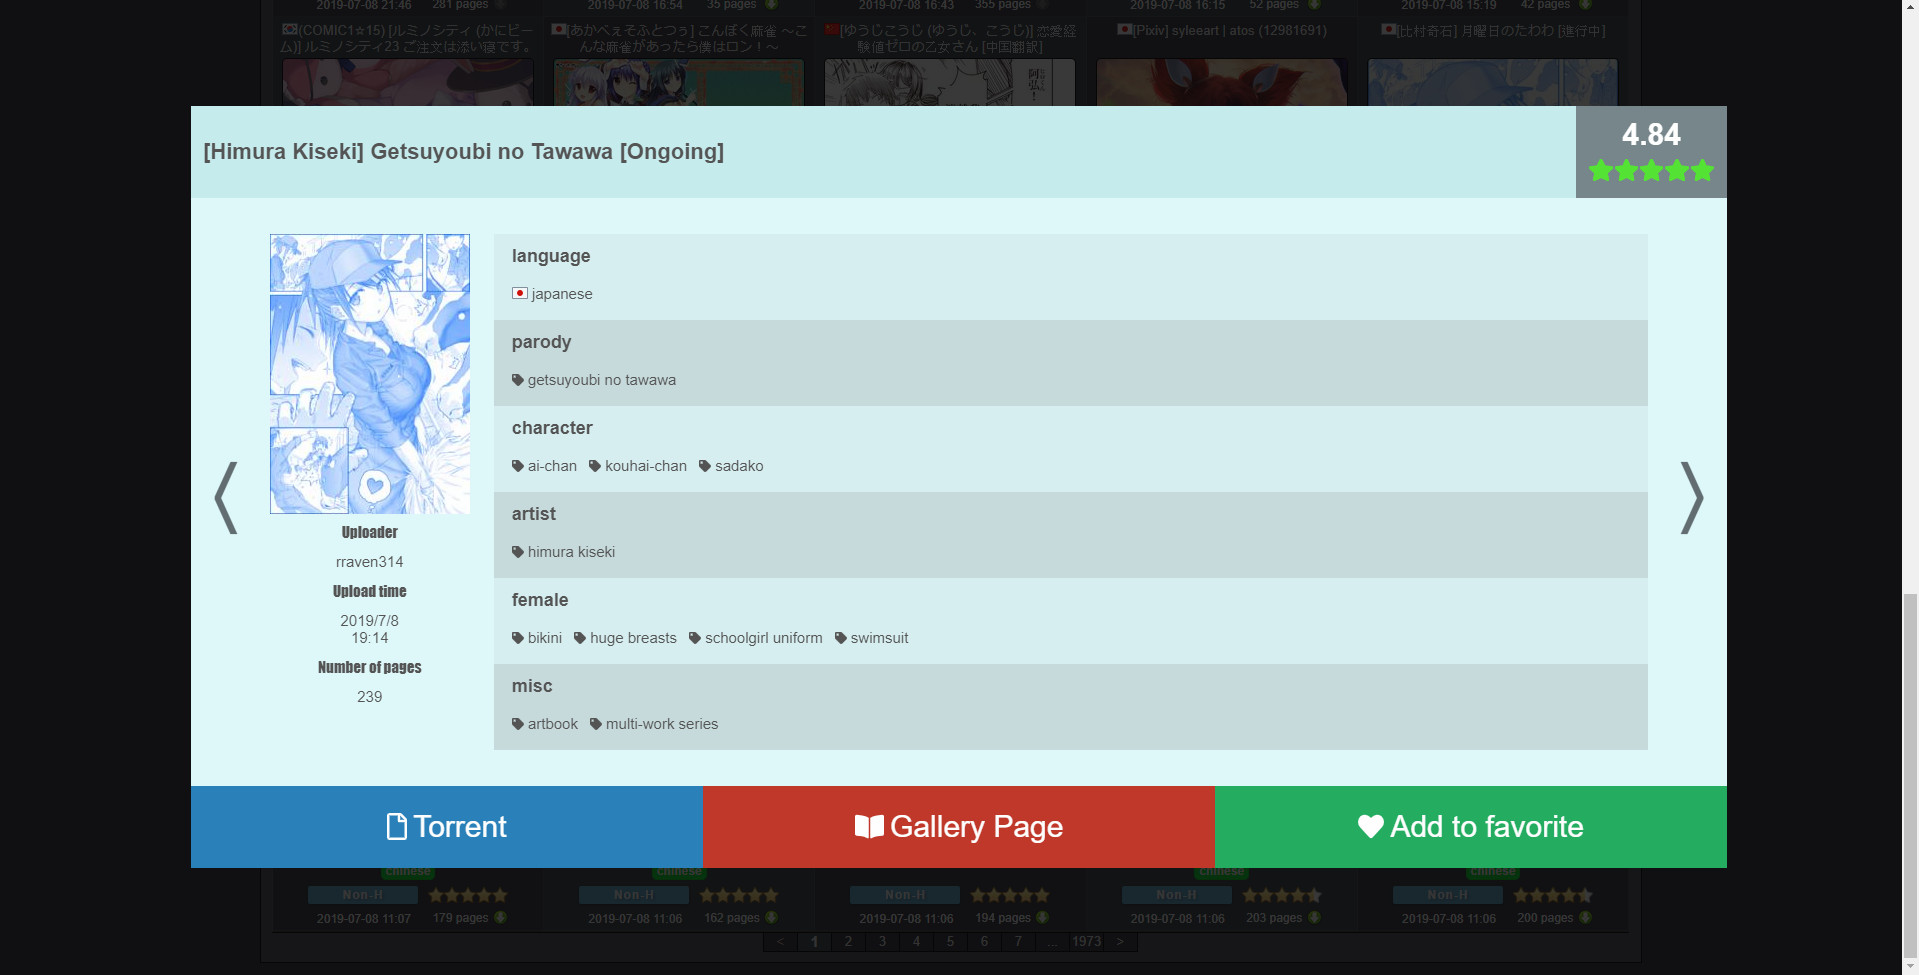 2019-07-08 21:46 281 pages
2019-07-08 16:54 35 pages
2019-07-08 16:43 355 pages
2019-07-08 16:15 52 pages
2019-07-08 15:19 42 pages
(COMIC1☆15) [ルミノシティ (かにビーム)] ルミノシティ23 ご注文は添い寝です。
[あかべぇそふとつぅ] こんぼく麻雀 ～こんな麻雀があったら僕はロン！～
[ゆうじこうじ (ゆうじ、こうじ)] 恋愛経験値ゼロの乙女さん [中国翻訳]
[Pixiv] syleeart | atos (12981691)
[比村奇石] 月曜日のたわわ [進行中]
[Himura Kiseki] Getsuyoubi no Tawawa [Ongoing]
4.84
language
japanese
parody
getsuyoubi no tawawa
character
ai-chan kouhai-chan sadako
artist
himura kiseki
female
bikini huge breasts schoolgirl uniform swimsuit
misc
artbook multi-work series
Uploader
rraven314
Upload time
2019/7/8
19:14
Number of pages
239
Torrent
Gallery Page
Add to favorite
chinese
chinese
chinese
chinese
Non-H
Non-H
Non-H
Non-H
Non-H
2019-07-08 11:07 179 pages
2019-07-08 11:06 162 pages
2019-07-08 11:06 194 pages
2019-07-08 11:06 203 pages
2019-07-08 11:06 200 pages
< 1 2 3 4 5 6 7 ... 1973 >